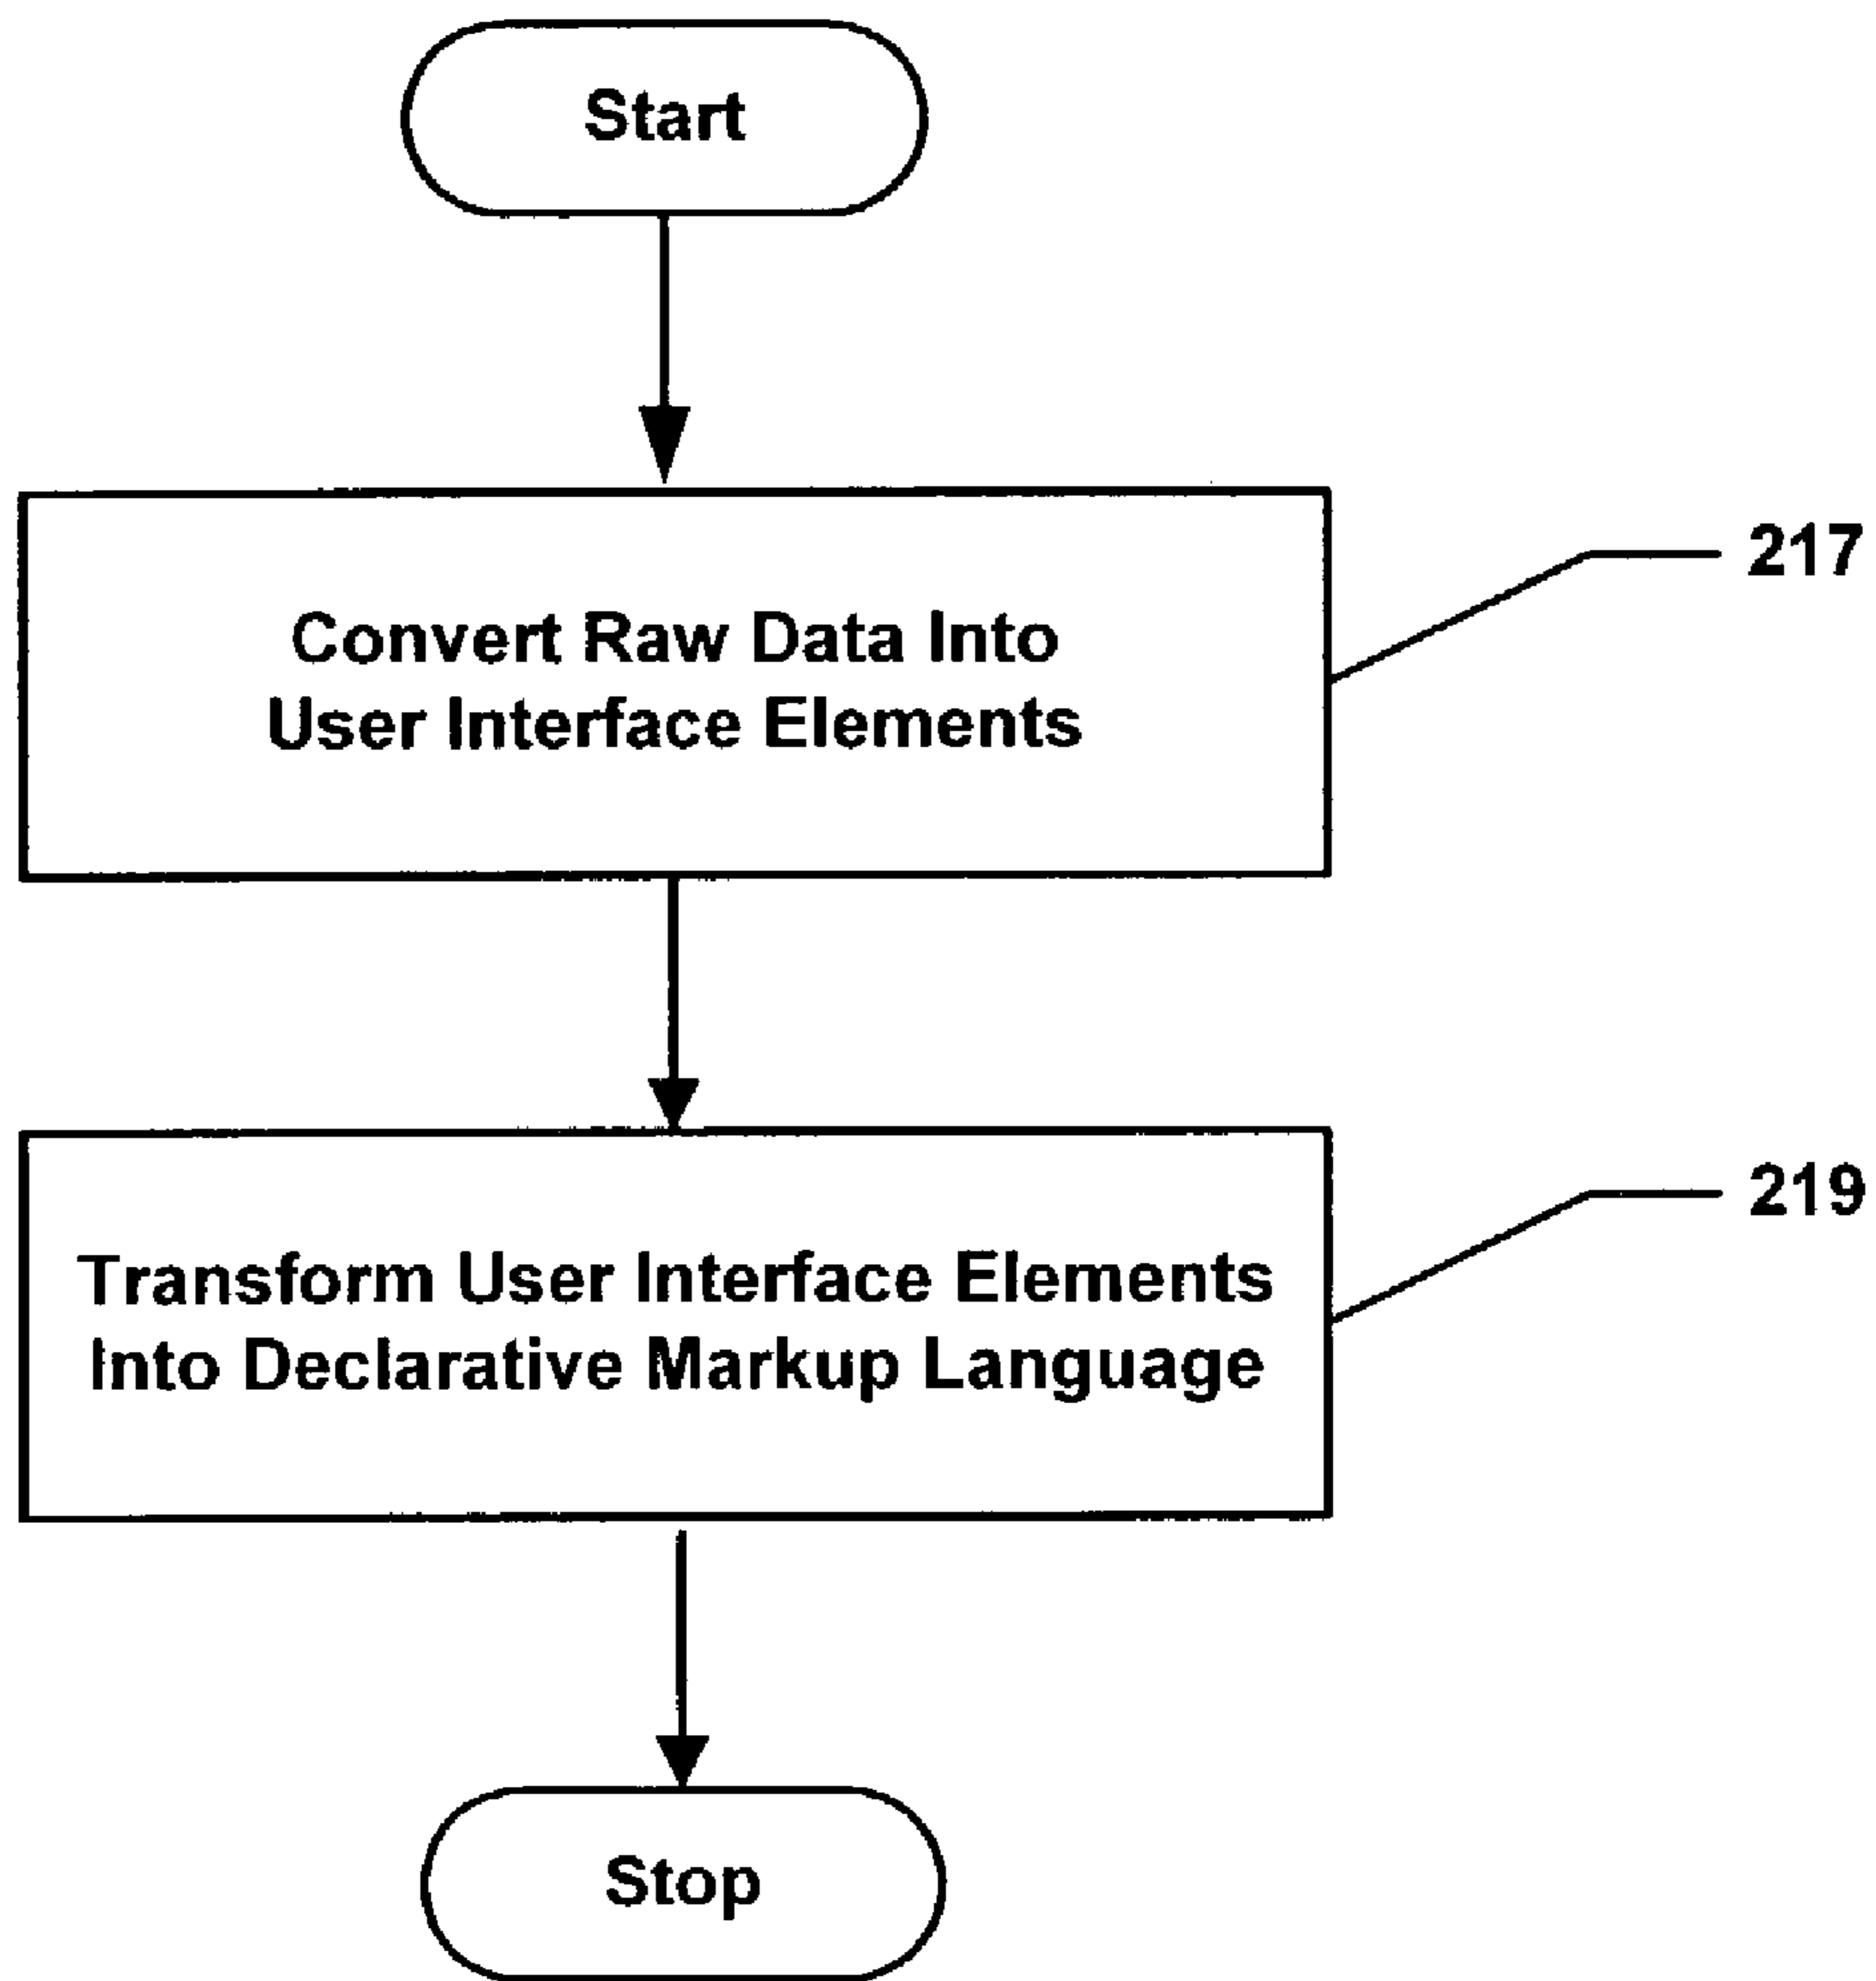 Start
217
Convert Raw Data Into
User Interface Elements
219
Transform User Interface Elements
Into Declarative Markup Language
Stop